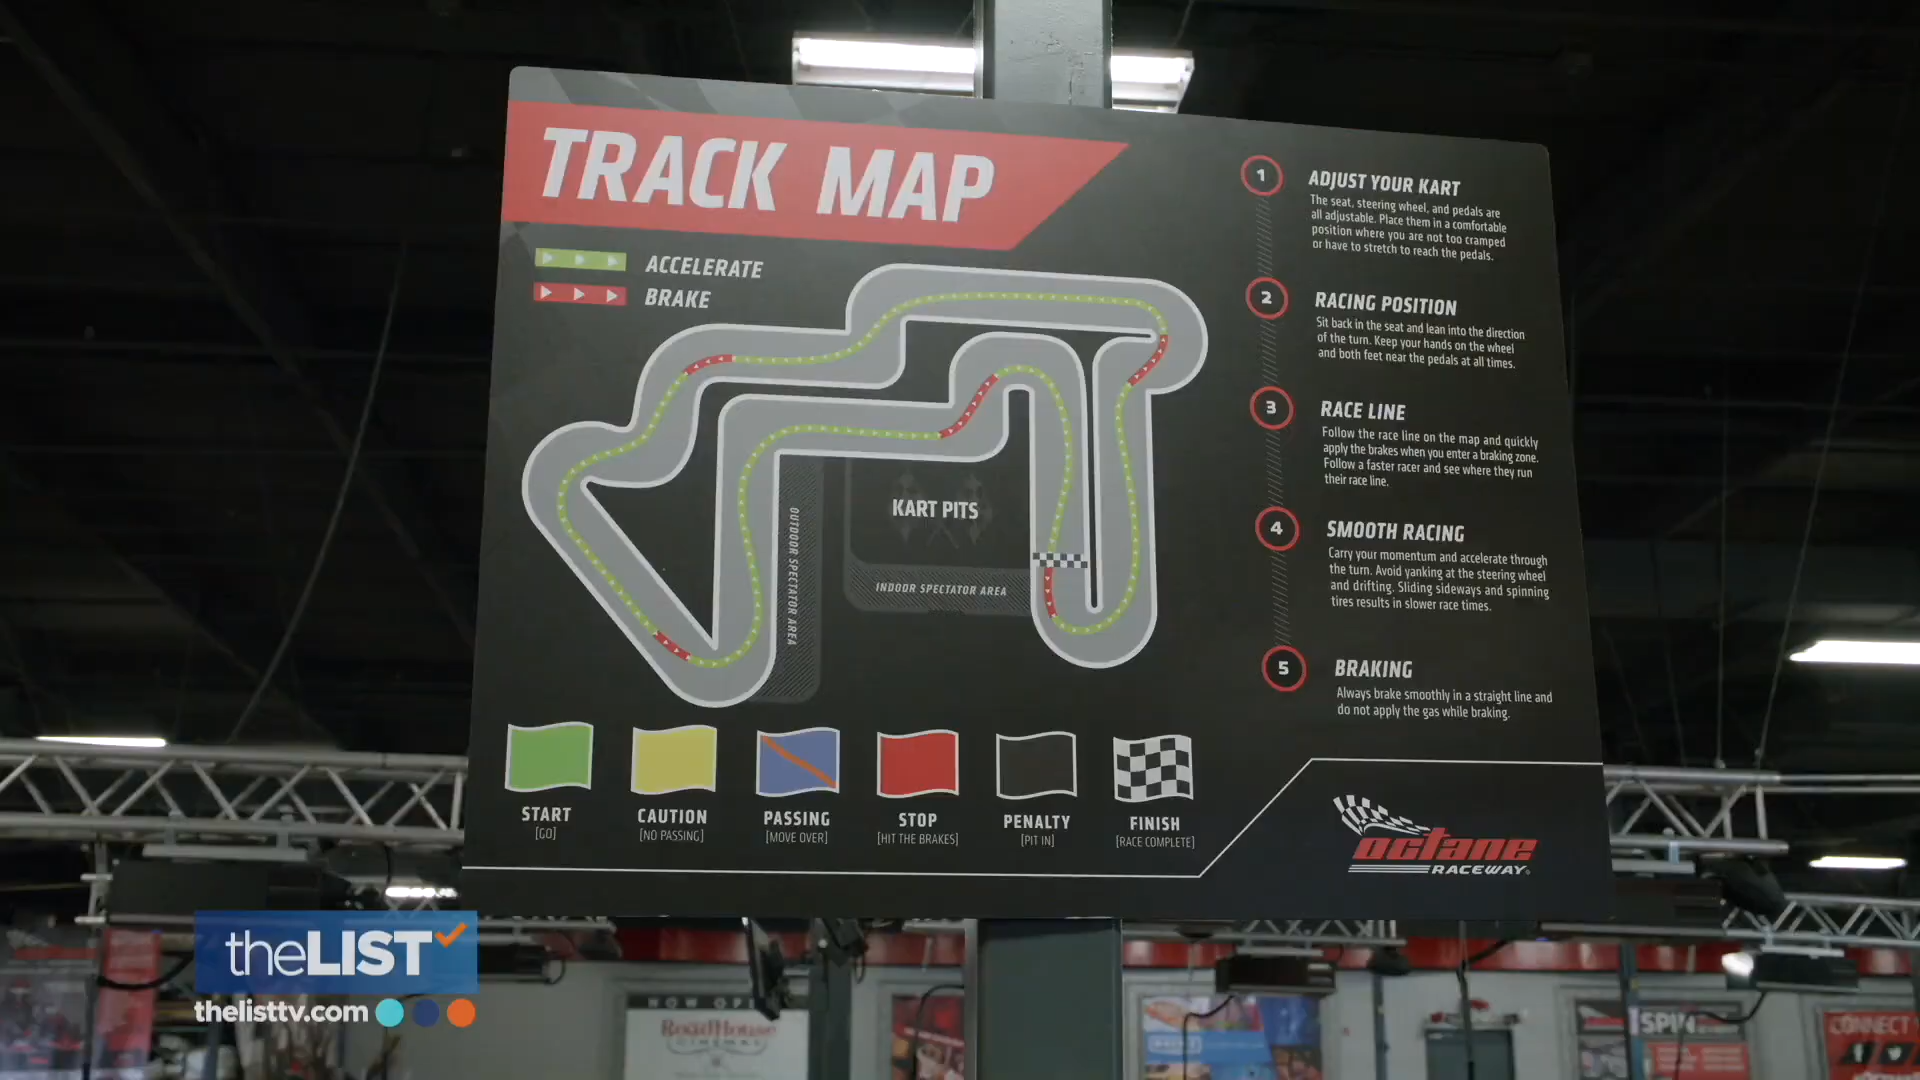 TRACK MAP
ACCELERATE
BRAKE
KART PITS
OUTDOOR SPECTATOR AREA
INDOOR SPECTATOR AREA
1
ADJUST YOUR KART
The seat, steering wheel, and pedals are
all adjustable. Place them in a comfortable
position where you are not too cramped
or have to stretch to reach the pedals.
2
RACING POSITION
Sit back in the seat and lean into the direction
of the turn. Keep your hands on the wheel
and both feet near the pedals at all times.
3
RACE LINE
Follow the race line on the map and quickly
apply the brakes when you enter a braking zone.
Follow a faster racer and see where they run
their race line.
4
SMOOTH RACING
Carry your momentum and accelerate through
the turn. Avoid yanking at the steering wheel
and drifting. Sliding sideways and spinning
tires results in slower race times.
5
BRAKING
Always brake smoothly in a straight line and
do not apply the gas while braking.
START
[GO]
CAUTION
[NO PASSING]
PASSING
[MOVE OVER]
STOP
[HIT THE BRAKES]
PENALTY
[PIT IN]
FINISH
[RACE COMPLETE]
octane
RACEWAY
theLIST
thelisttv.com
NOW OPEN
RoadHouse
CINEMAS
SPIN
CONNECT